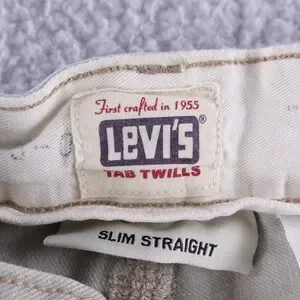 First crafted in 1955
LEVI'S®
TAB TWILLS
SLIM STRAIGHT